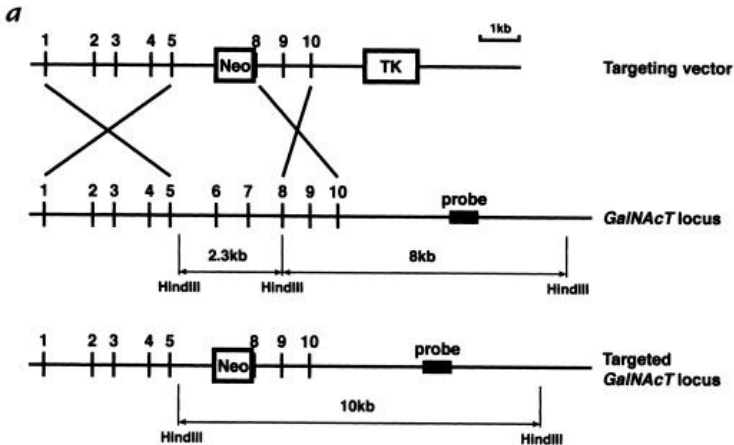 a
1kb
1 2 3 4 5 Neo 8 9 10 TK
Targeting vector
1 2 3 4 5 6 7 8 9 10 probe
GalNAcT locus
2.3kb 8kb
HindIII HindIII HindIII
1 2 3 4 5 Neo 8 9 10 probe
Targeted
GalNAcT locus
10kb
HindIII HindIII